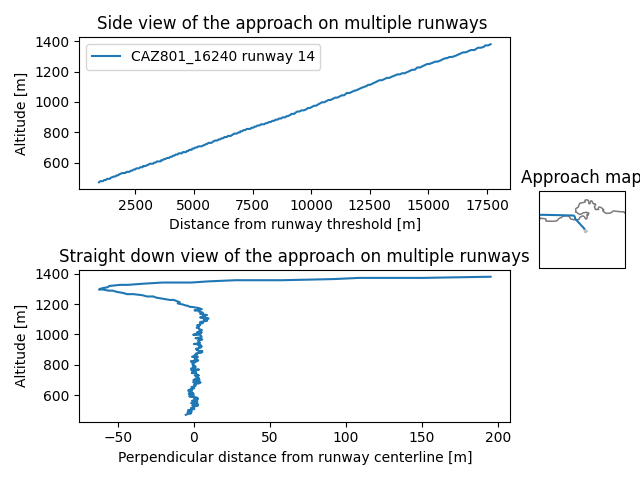 Side view of the approach on multiple runways
1400
1200
1000
800
600
Altitude [m]
CAZ801_16240 runway 14
2500 5000 7500 10000 12500 15000 17500
Distance from runway threshold [m]
Approach map
Straight down view of the approach on multiple runways
1400
1200
1000
800
600
Altitude [m]
−50 0 50 100 150 200
Perpendicular distance from runway centerline [m]